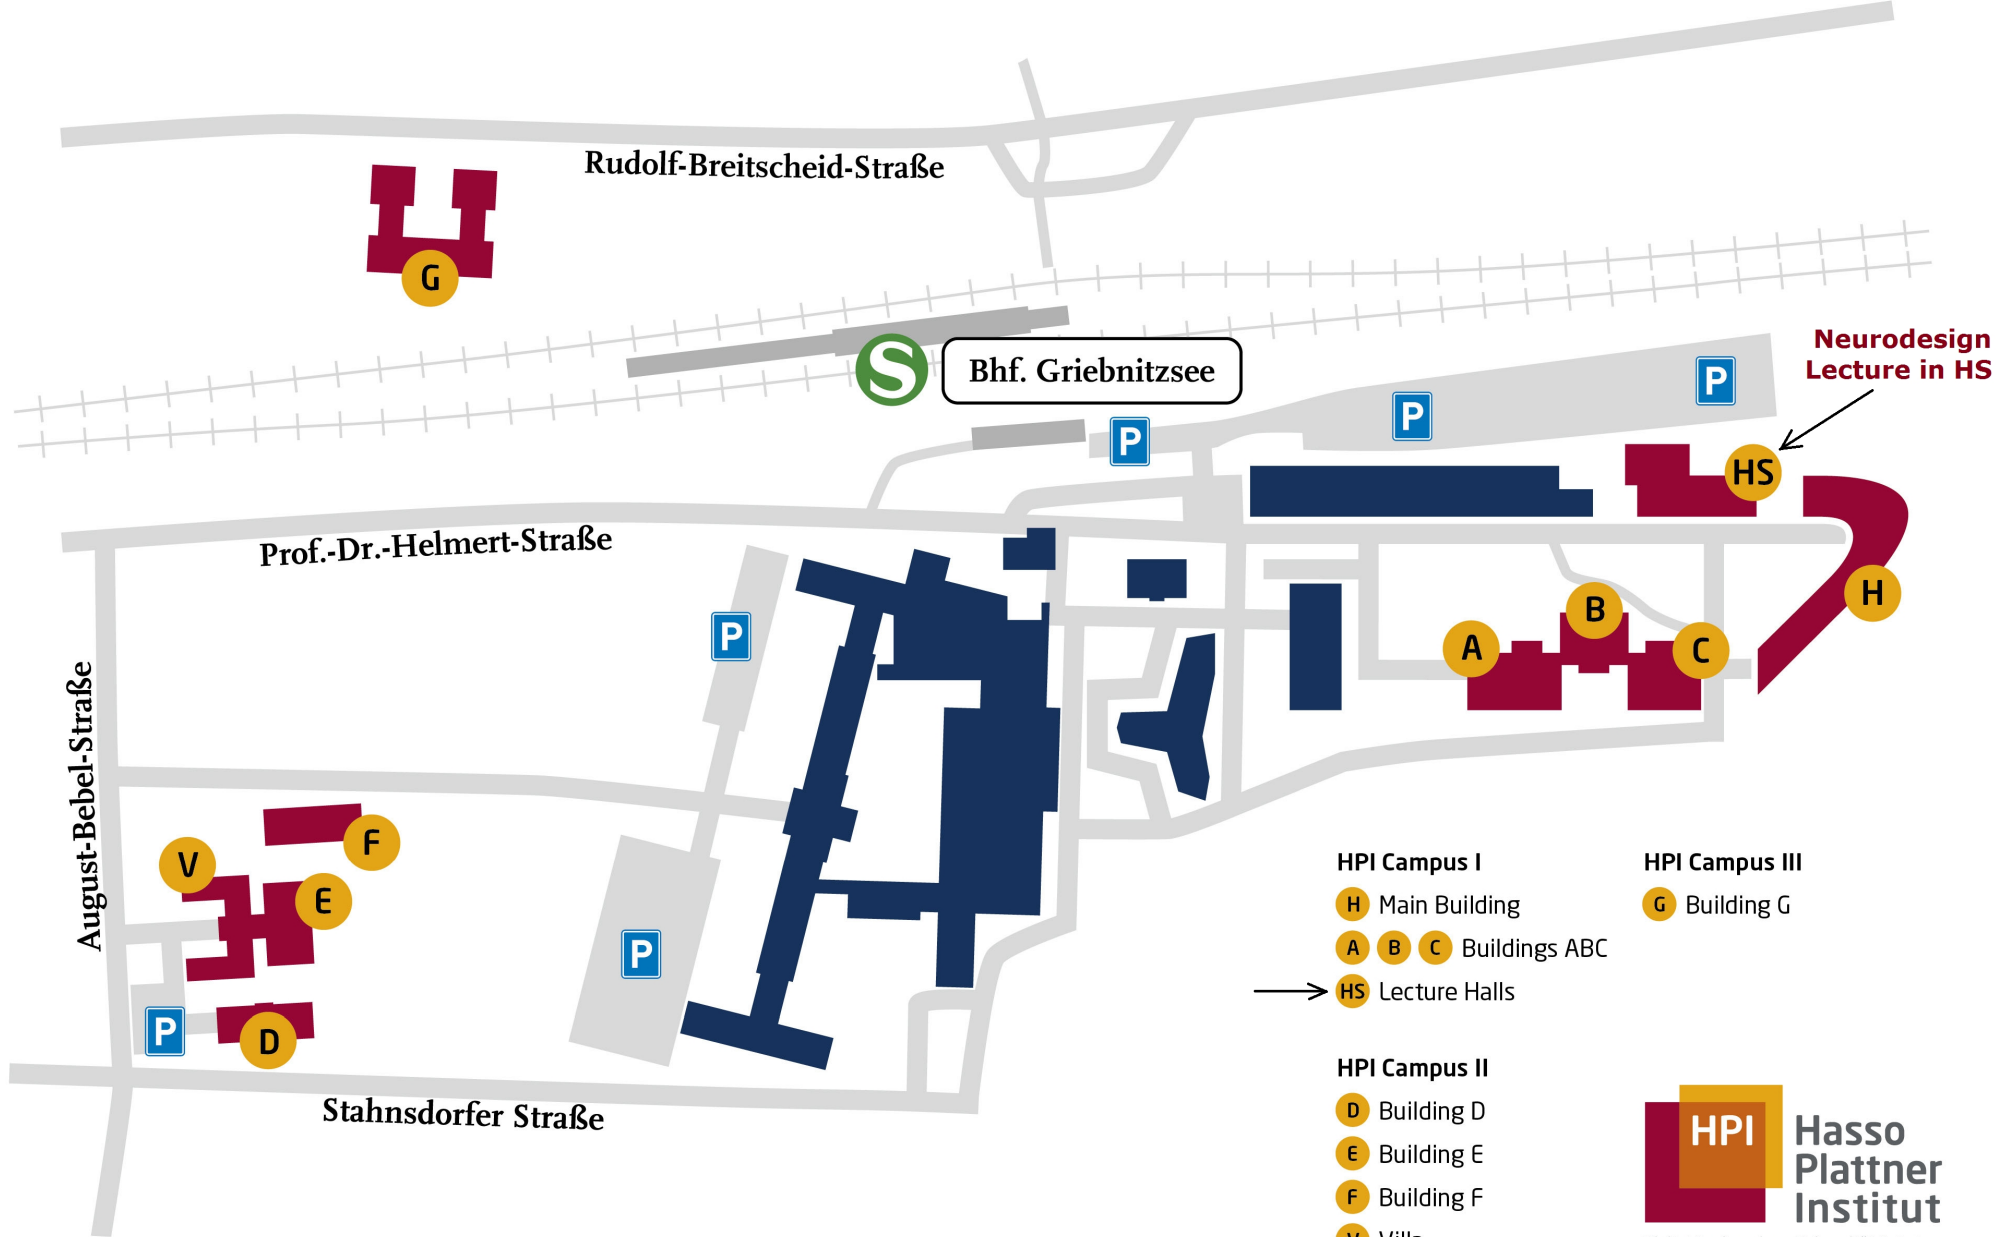 Rudolf-Breitscheid-Straße
G
S
Bhf. Griebnitzsee
Neurodesign
Lecture in HS
P
P
P
HS
Prof.-Dr.-Helmert-Straße
H
B
A
C
P
August-Bebel-Straße
F
V
E
P
P
D
Stahnsdorfer Straße
HPI Campus I
H Main Building
A B C Buildings ABC
HS Lecture Halls
HPI Campus III
G Building G
HPI Campus II
D Building D
E Building E
F Building F
V Villa
HPI
Hasso
Plattner
Institut